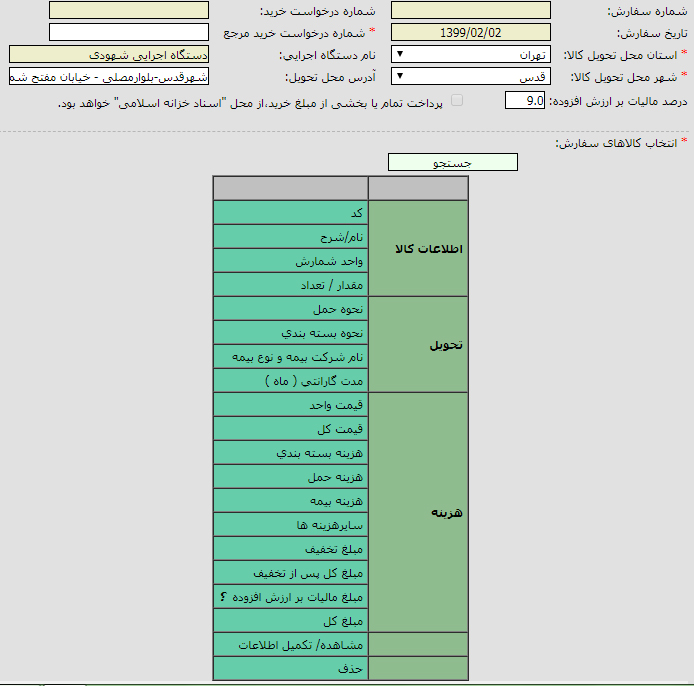 شماره سفارش: شماره درخواست خرید:
تاریخ سفارش: 1399/02/02 * شماره درخواست خرید مرجع
* استان محل تحویل کالا: تهران نام دستگاه اجرایی: دستگاه اجرایی شهودی
* شهر محل تحویل کالا: قدس * آدرس محل تحویل: شهرقدس-بلوارمصلی - خیابان مفتح شم
درصد مالیات بر ارزش افزوده: 9.0 پرداخت تمام یا بخشی از مبلغ خرید،از محل "اسناد خزانه اسلامی" خواهد بود.
* انتخاب کالاهای سفارش:
جستجو
اطلاعات کالا
کد
نام/شرح
واحد شمارش
مقدار / تعداد
تحویل
نحوه حمل
نحوه بسته بندي
نام شرکت بیمه و نوع بیمه
مدت گارانتي ( ماه )
هزینه
قیمت واحد
قیمت کل
هزینه بسته بندي
هزینه حمل
هزینه بیمه
سایرهزینه ها
مبلغ تخفیف
مبلغ کل پس از تخفیف
مبلغ مالیات بر ارزش افزوده ؟
مبلغ کل
مشاهده/ تکمیل اطلاعات
حذف